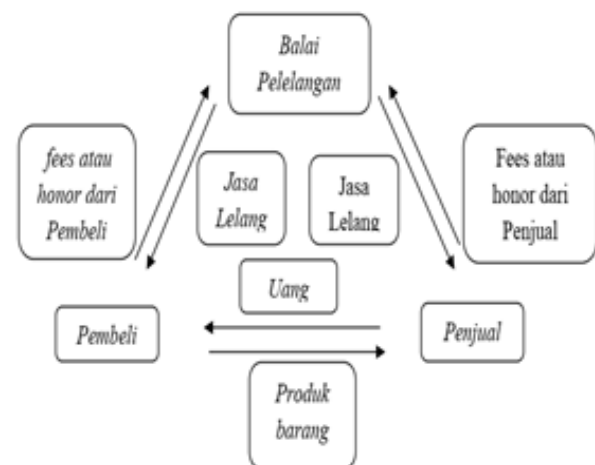 Balai
Pelelangan
fees atau
honor dari
Pembeli
Jasa
Lelang
Jasa
Lelang
Fees atau
honor dari
Penjual
Uang
Pembeli
Penjual
Produk
barang